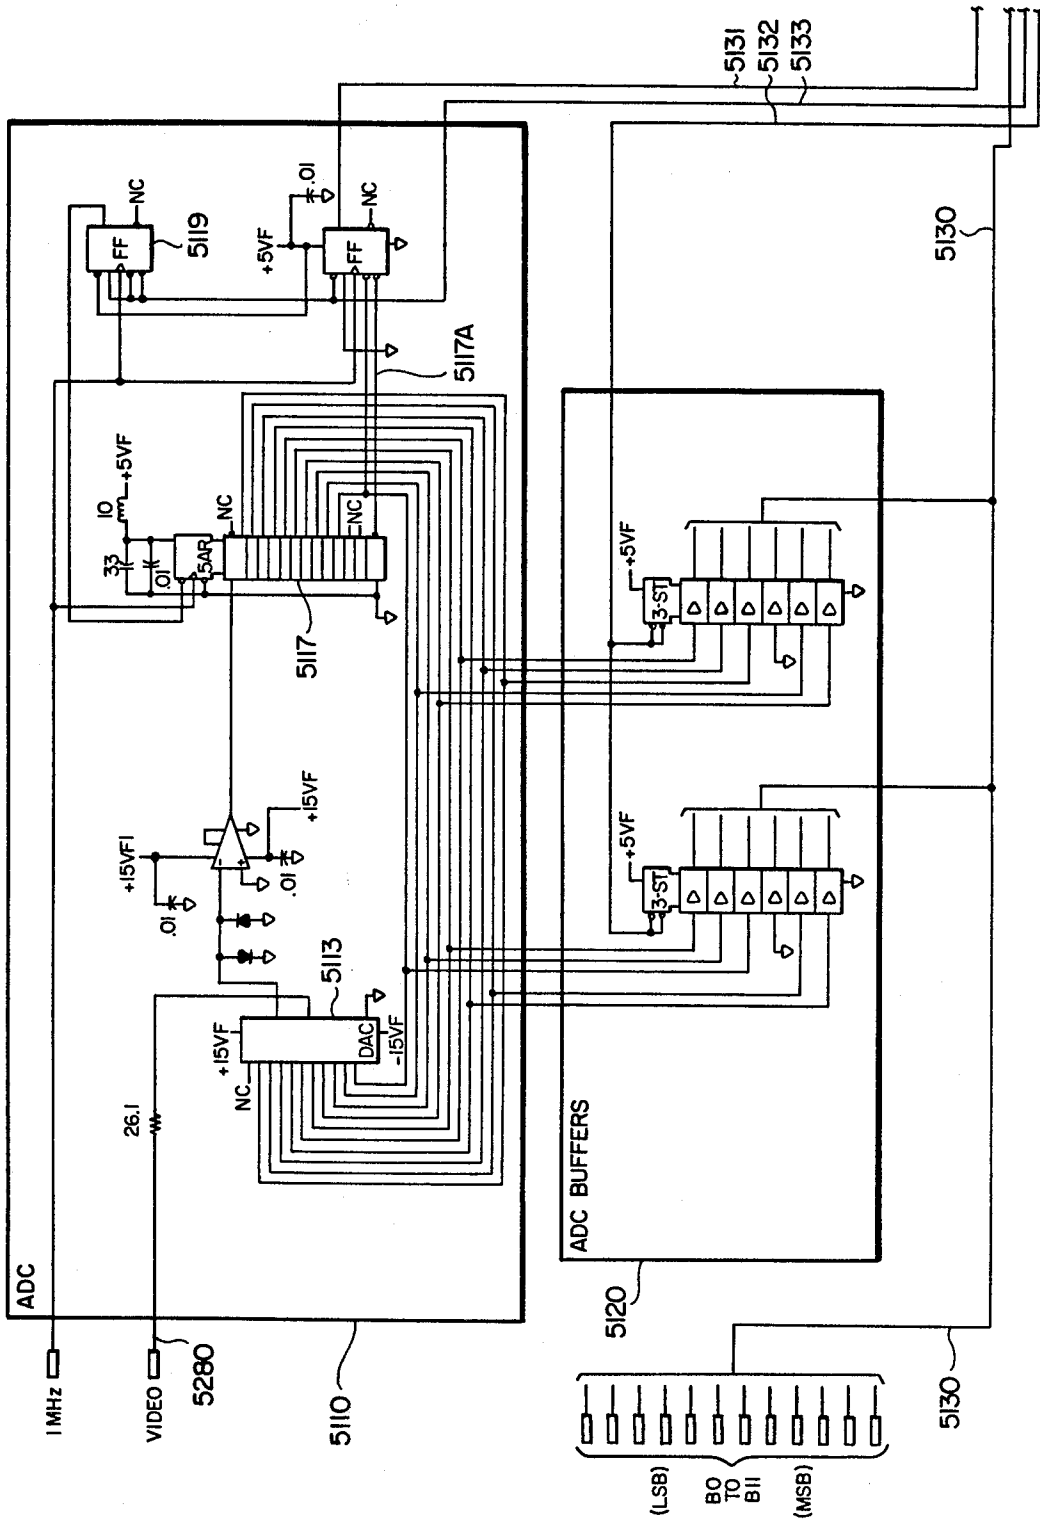 ADC
1MHz
VIDEO
5280
5110
26.1
+15VF
NC
DAC
-15VF
5113
.01
+15VF1
-
+
.01
+15VF
5117
33
.01
10
+5VF
5AR
NC
NC
5117A
FF
NC
5119
+5VF
.01
FF
NC
5131
5132
5133
5130
ADC BUFFERS
5120
+5VF
3-ST
+5VF
3-ST
(LSB)
B0
TO
B11
(MSB)
5130